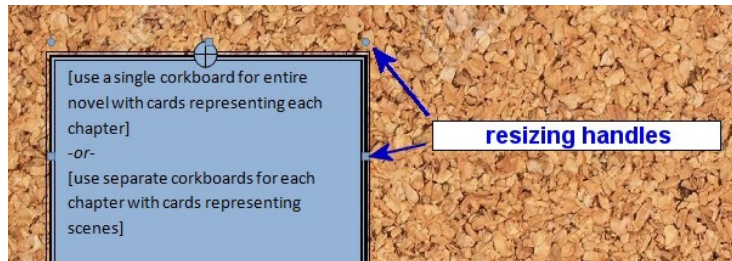 [use a single corkboard for entire
novel with cards representing each
chapter]
-or-
[use separate corkboards for each
chapter with cards representing
scenes]
resizing handles